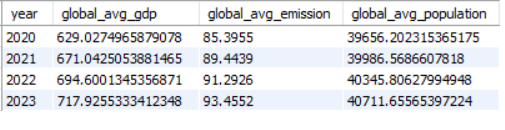 year global_avg_gdp global_avg_emission global_avg_population
2020 629.0274965879078 85.3955 39656.202315365175
2021 671.0425053881465 89.4439 39986.5686607818
2022 694.6001345356871 91.2926 40345.80627994948
2023 717.9255333412348 93.4552 40711.65565397224